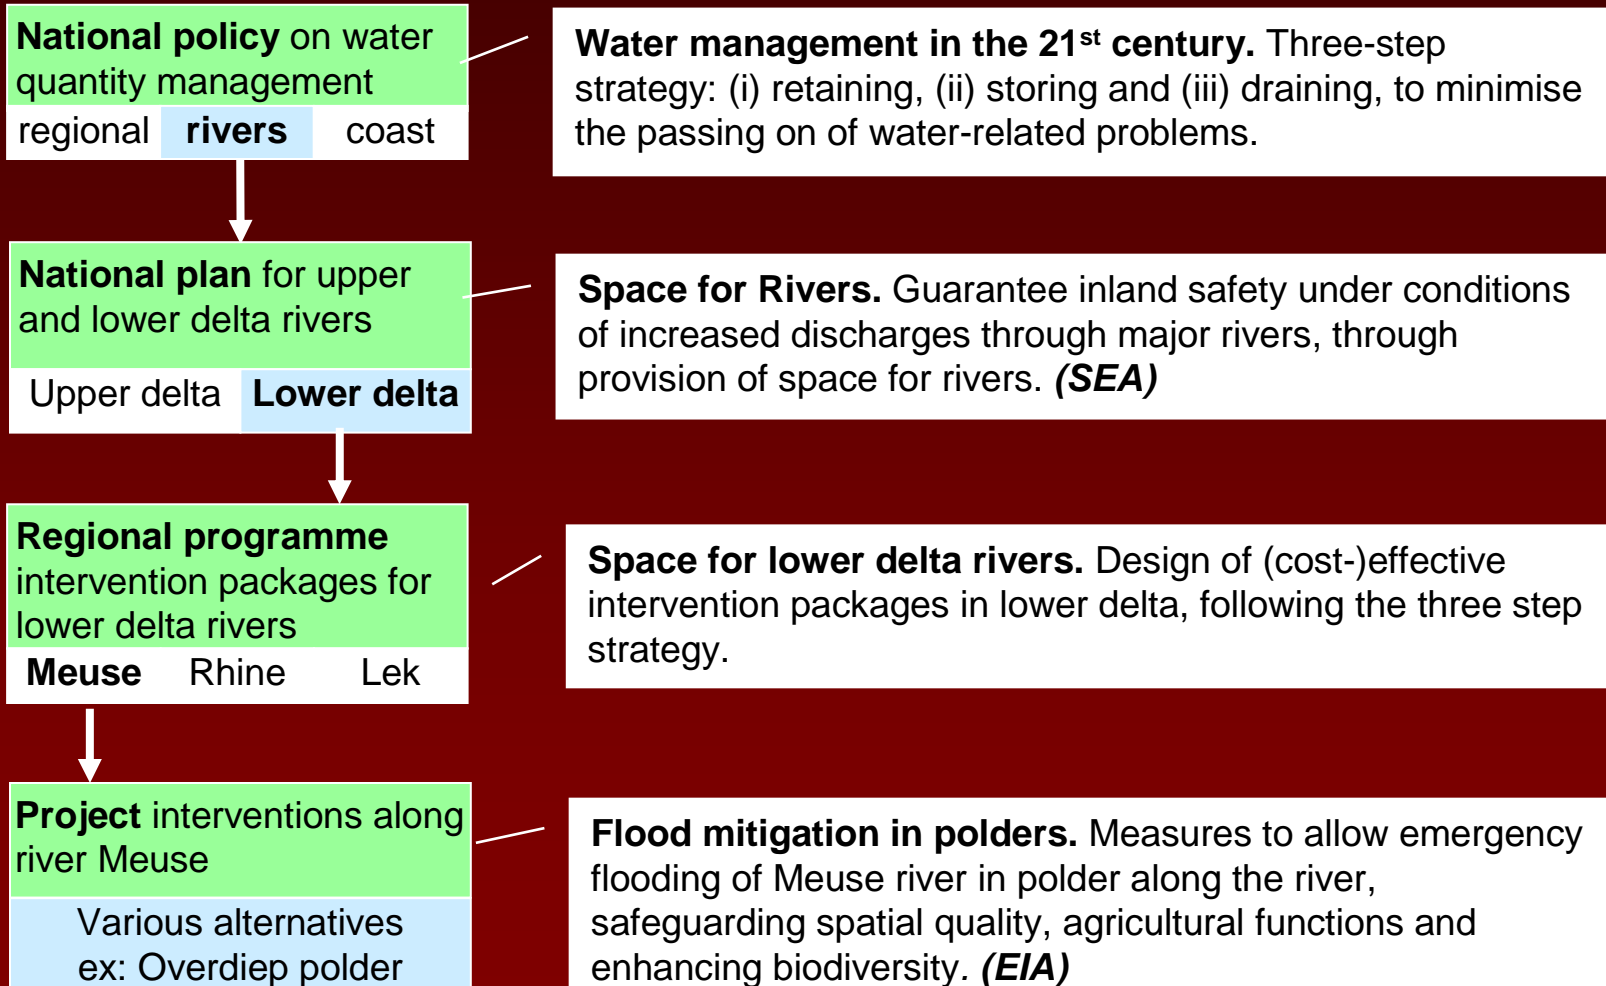 National policy on water
quantity management
regional rivers coast
Water management in the 21st century. Three-step
strategy: (i) retaining, (ii) storing and (iii) draining, to minimise
the passing on of water-related problems.
National plan for upper
and lower delta rivers
Upper delta Lower delta
Space for Rivers. Guarantee inland safety under conditions
of increased discharges through major rivers, through
provision of space for rivers. (SEA)
Regional programme
intervention packages for
lower delta rivers
Meuse Rhine Lek
Space for lower delta rivers. Design of (cost-)effective
intervention packages in lower delta, following the three step
strategy.
Project interventions along
river Meuse
Various alternatives
ex: Overdiep polder
Flood mitigation in polders. Measures to allow emergency
flooding of Meuse river in polder along the river,
safeguarding spatial quality, agricultural functions and
enhancing biodiversity. (EIA)